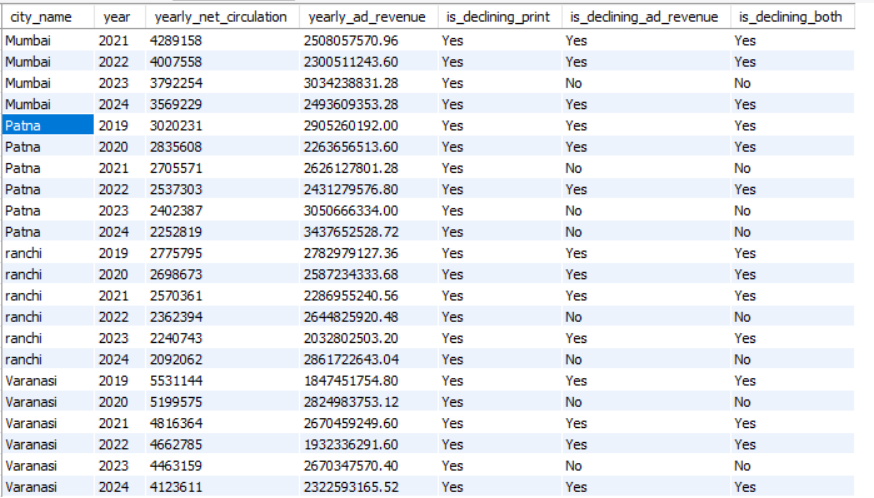 city_name year yearly_net_circulation yearly_ad_revenue is_declining_print is_declining_ad_revenue is_declining_both
Mumbai 2021 4289158 2508057570.96 Yes Yes Yes
Mumbai 2022 4007558 2300511243.60 Yes Yes Yes
Mumbai 2023 3792254 3034238831.28 Yes No No
Mumbai 2024 3569229 2493609353.28 Yes Yes Yes
Patna 2019 3020231 2905260192.00 Yes Yes Yes
Patna 2020 2835608 2263656513.60 Yes Yes Yes
Patna 2021 2705571 2626127801.28 Yes No No
Patna 2022 2537303 2431279576.80 Yes Yes Yes
Patna 2023 2402387 3050666334.00 Yes No No
Patna 2024 2252819 3437652528.72 Yes No No
ranchi 2019 2775795 2782979127.36 Yes Yes Yes
ranchi 2020 2698673 2587234333.68 Yes Yes Yes
ranchi 2021 2570361 2286955240.56 Yes Yes Yes
ranchi 2022 2362394 2644825920.48 Yes No No
ranchi 2023 2240743 2032802503.20 Yes Yes Yes
ranchi 2024 2092062 2861722643.04 Yes No No
Varanasi 2019 5531144 1847451754.80 Yes Yes Yes
Varanasi 2020 5199575 2824983753.12 Yes No No
Varanasi 2021 4816364 2670459249.60 Yes Yes Yes
Varanasi 2022 4662785 1932336291.60 Yes Yes Yes
Varanasi 2023 4463159 2670347570.40 Yes No No
Varanasi 2024 4123611 2322593165.52 Yes Yes Yes